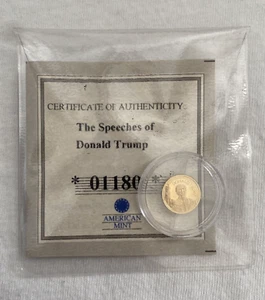 CERTIFICATE OF AUTHENTICITY
The Speeches of
Donald Trump
* 01180 *
AMERICAN
MINT